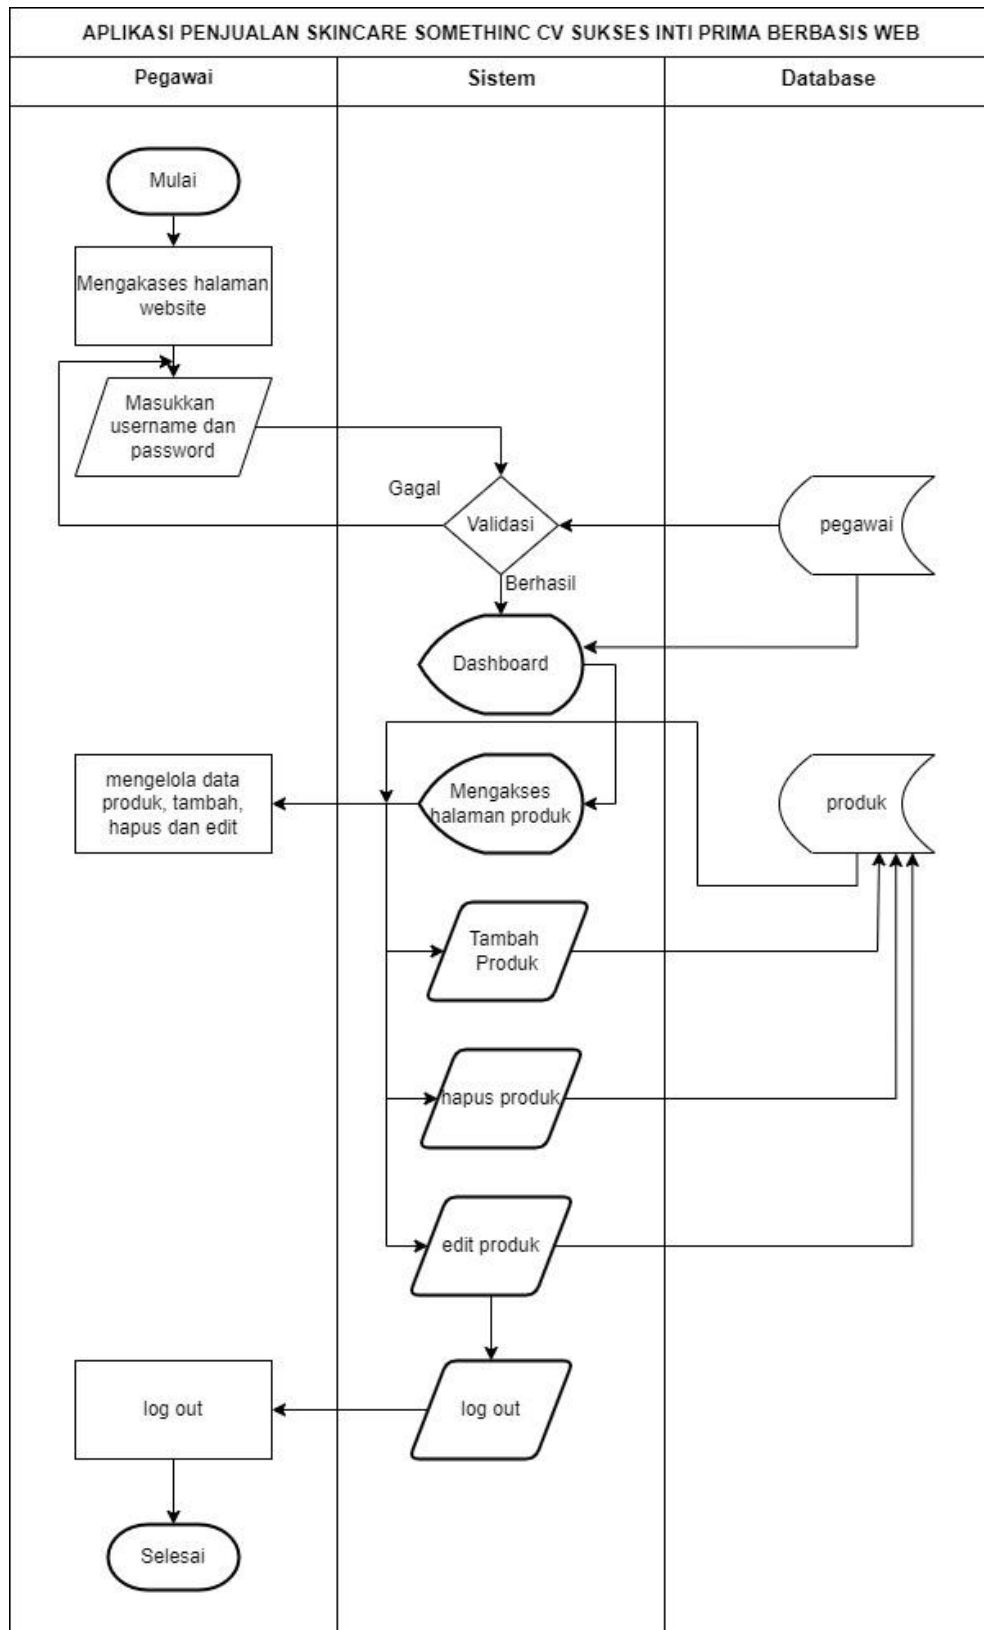 APLIKASI PENJUALAN SKINCARE SOMETHINC CV SUKSES INTI PRIMA BERBASIS WEB
Pegawai
Sistem
Database
Mulai
Mengakases halaman
website
Masukkan
username dan
password
Gagal
Validasi
pegawai
Berhasil
Dashboard
mengelola data
produk, tambah,
hapus dan edit
Mengakses
halaman produk
produk
Tambah
Produk
hapus produk
edit produk
log out
log out
Selesai